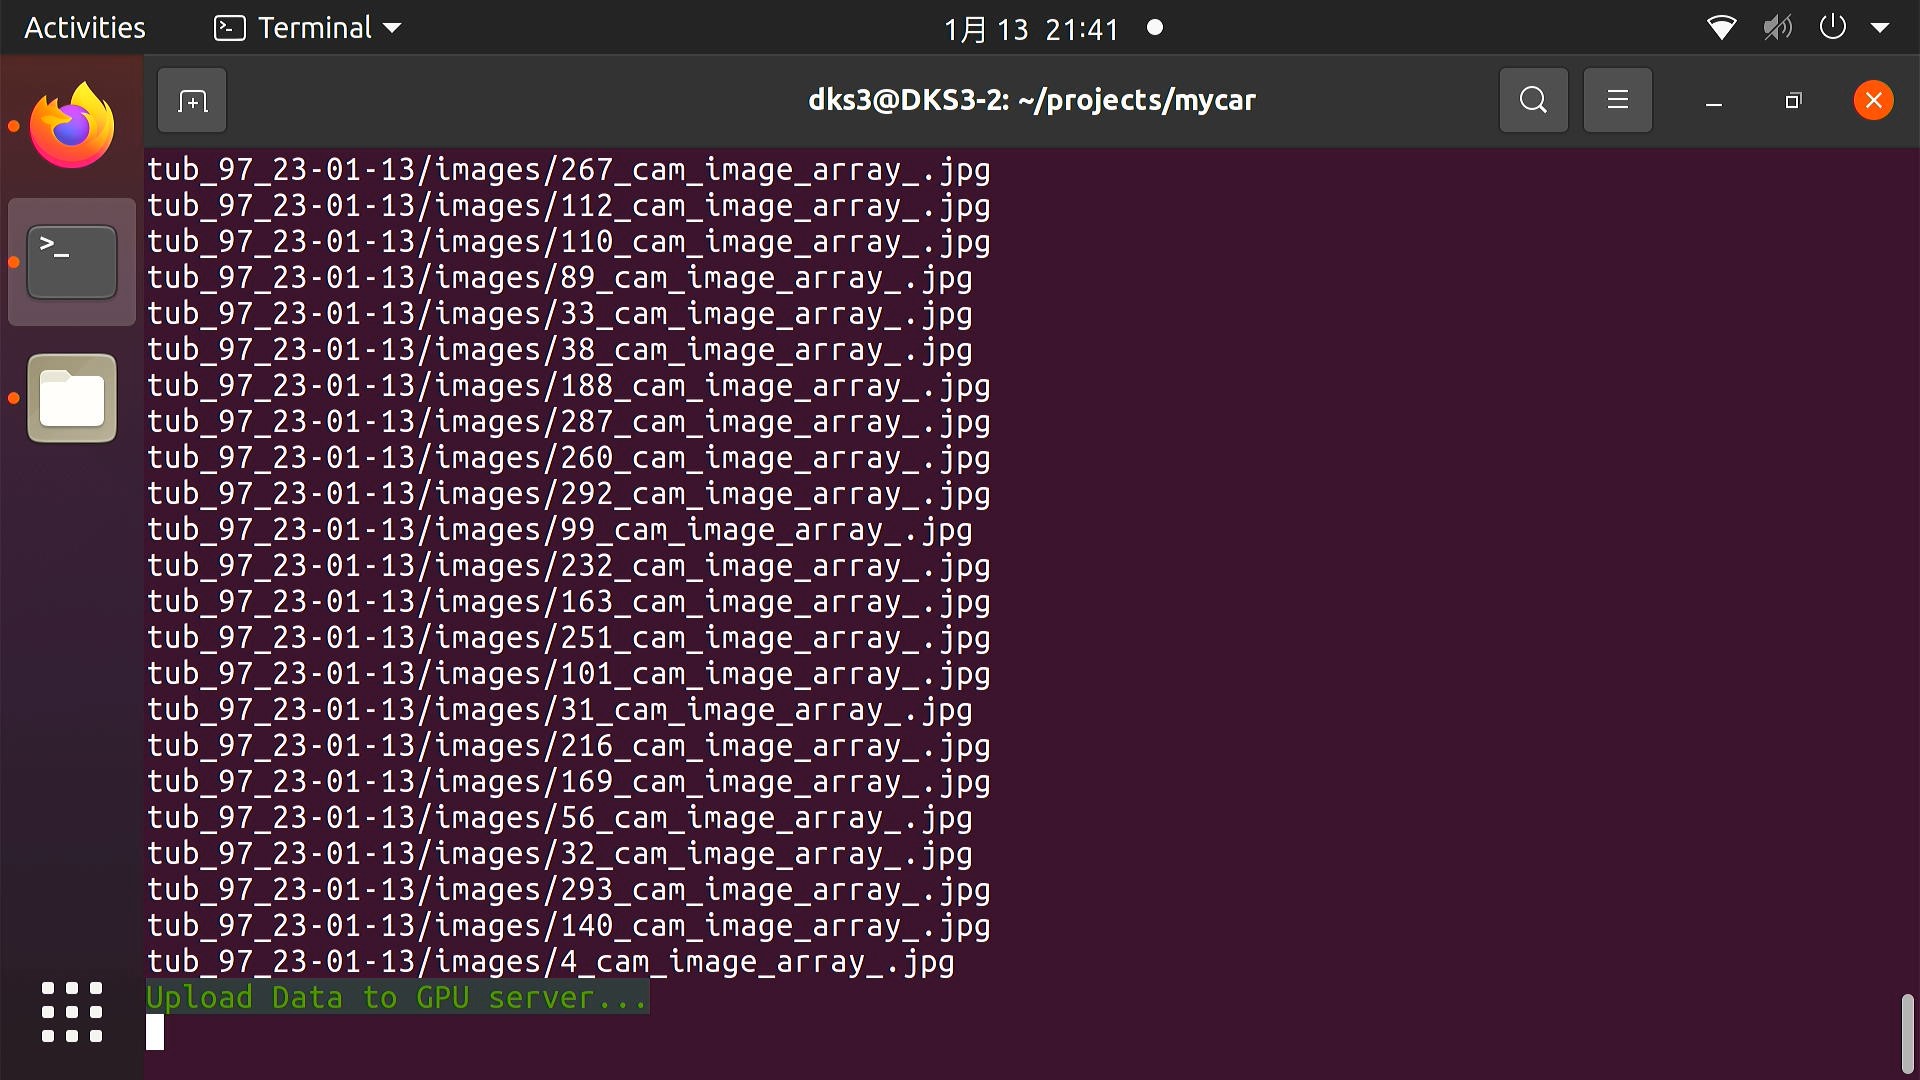 Activities
Terminal
1月 13 21:41
dks3@DKS3-2: ~/projects/mycar
tub_97_23-01-13/images/267_cam_image_array_.jpg
tub_97_23-01-13/images/112_cam_image_array_.jpg
tub_97_23-01-13/images/110_cam_image_array_.jpg
tub_97_23-01-13/images/89_cam_image_array_.jpg
tub_97_23-01-13/images/33_cam_image_array_.jpg
tub_97_23-01-13/images/38_cam_image_array_.jpg
tub_97_23-01-13/images/188_cam_image_array_.jpg
tub_97_23-01-13/images/287_cam_image_array_.jpg
tub_97_23-01-13/images/260_cam_image_array_.jpg
tub_97_23-01-13/images/292_cam_image_array_.jpg
tub_97_23-01-13/images/99_cam_image_array_.jpg
tub_97_23-01-13/images/232_cam_image_array_.jpg
tub_97_23-01-13/images/163_cam_image_array_.jpg
tub_97_23-01-13/images/251_cam_image_array_.jpg
tub_97_23-01-13/images/101_cam_image_array_.jpg
tub_97_23-01-13/images/31_cam_image_array_.jpg
tub_97_23-01-13/images/216_cam_image_array_.jpg
tub_97_23-01-13/images/169_cam_image_array_.jpg
tub_97_23-01-13/images/56_cam_image_array_.jpg
tub_97_23-01-13/images/32_cam_image_array_.jpg
tub_97_23-01-13/images/293_cam_image_array_.jpg
tub_97_23-01-13/images/140_cam_image_array_.jpg
tub_97_23-01-13/images/4_cam_image_array_.jpg
Upload Data to GPU server...